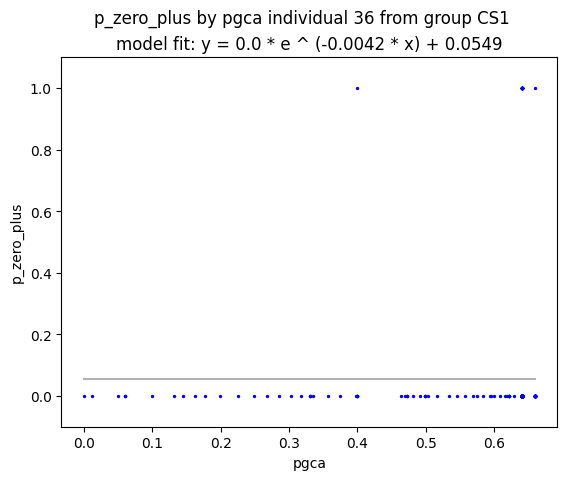 p_zero_plus by pgca individual 36 from group CS1
model fit: y = 0.0 * e ^ (-0.0042 * x) + 0.0549
1.0
0.8
0.6
0.4
0.2
0.0
p_zero_plus
0.0 0.1 0.2 0.3 0.4 0.5 0.6
pgca